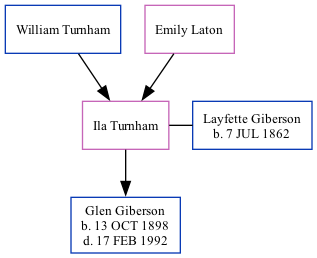 William Turnham
Emily Laton
Ila Turnham
Layfette Giberson
b. 7 JUL 1862
Glen Giberson
b. 13 OCT 1898
d. 17 FEB 1992